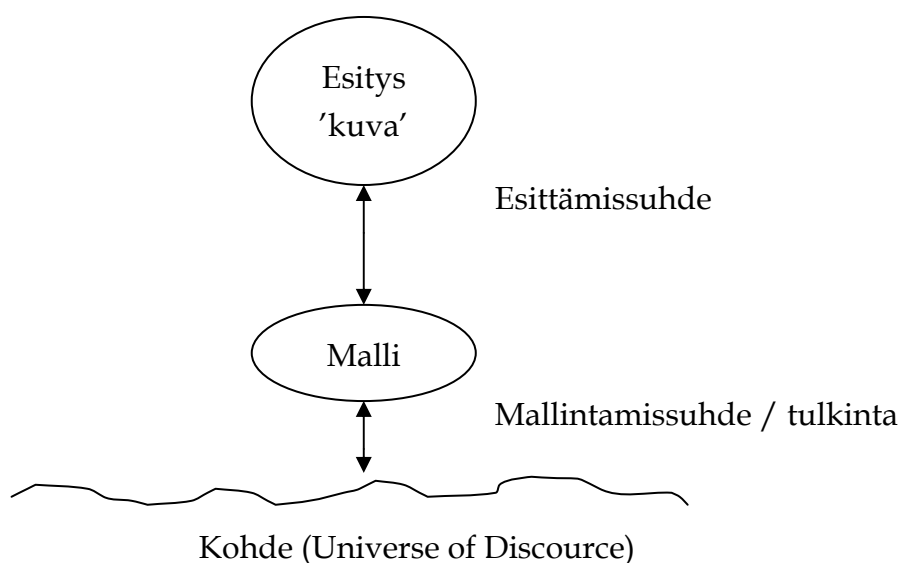 Esitys
’kuva’
Esittämissuhde
Malli
Mallintamissuhde / tulkinta
Kohde (Universe of Discource)